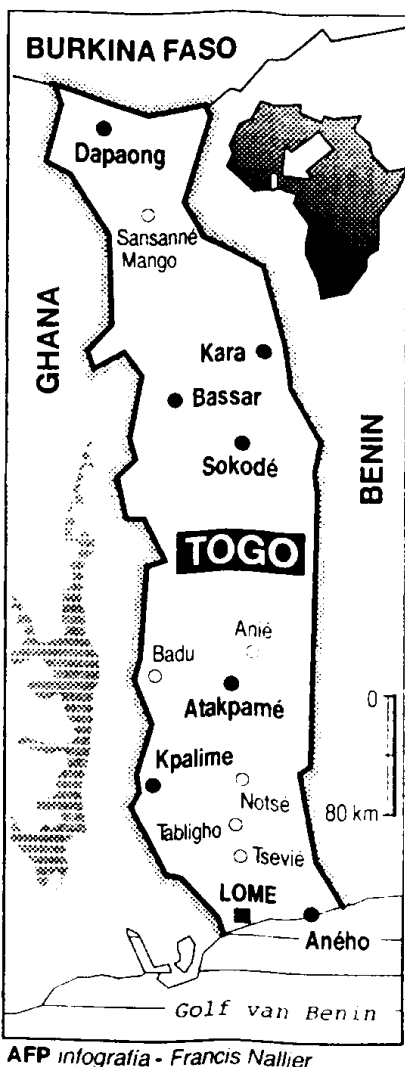 BURKINA FASO
Dapaong
Sansanné
Mango
GHANA
Kara
Bassar
Sokodé
BENIN
TOGO
Anié
Badu
0
Atakpamé
Kpalime
Notsé
80 km
Tabligho
Tsevié
LOME
Aného
Golf van Benin
AFP infografia - Francis Nallier